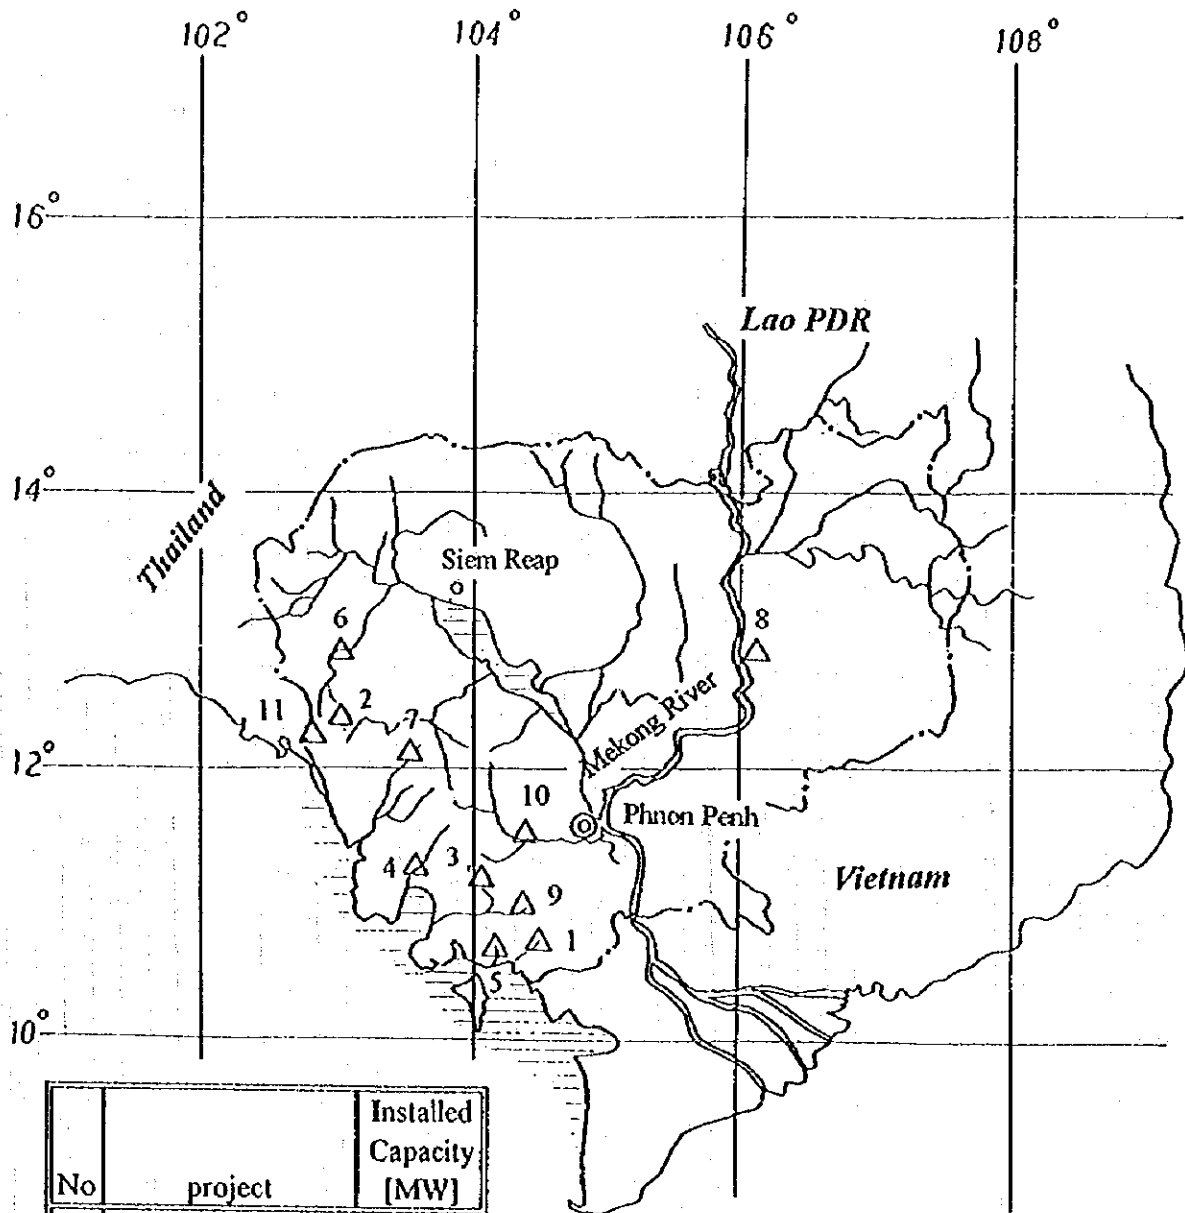 102° 104° 106° 108°
16°
Lao PDR
14°
Thailand
Siem Reap
6
8
11 2 7
Mekong River
12°
10
Phnon Penh
4 3
Vietnam
9
1
5
10°
Installed
Capacity
No project [MW]